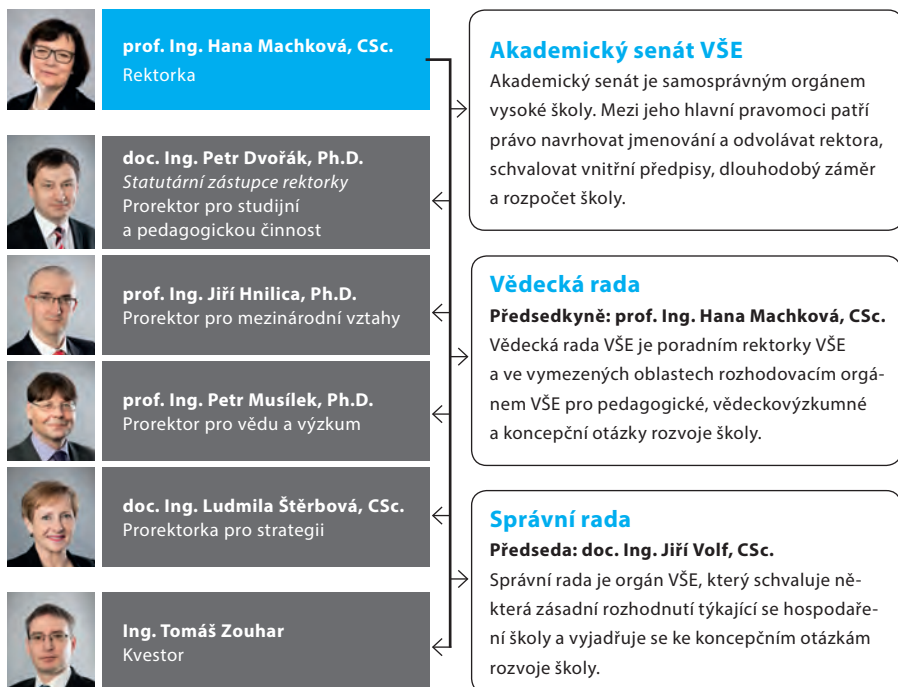 prof. Ing. Hana Machková, CSc.
Rektorka
doc. Ing. Petr Dvořák, Ph.D.
Statutární zástupce rektorky
Prorektor pro studijní
a pedagogickou činnost
prof. Ing. Jiří Hnilica, Ph.D.
Prorektor pro mezinárodní vztahy
prof. Ing. Petr Musílek, Ph.D.
Prorektor pro vědu a výzkum
doc. Ing. Ludmila Štěrbová, CSc.
Prorektorka pro strategii
Ing. Tomáš Zouhar
Kvestor
Akademický senát VŠE
Akademický senát je samosprávným orgánem
vysoké školy. Mezi jeho hlavní pravomoci patří
právo navrhovat jmenování a odvolávat rektora,
schvalovat vnitřní předpisy, dlouhodobý záměr
a rozpočet školy.
Vědecká rada
Předsedkyně: prof. Ing. Hana Machková, CSc.
Vědecká rada VŠE je poradním rektorky VŠE
a ve vymezených oblastech rozhodovacím orgá-
nem VŠE pro pedagogické, vědeckovýzkumné
a koncepční otázky rozvoje školy.
Správní rada
Předseda: doc. Ing. Jiří Volf, CSc.
Správní rada je orgán VŠE, který schvaluje ně-
která zásadní rozhodnutí týkající se hospodaře-
ní školy a vyjadřuje se ke koncepčním otázkám
rozvoje školy.